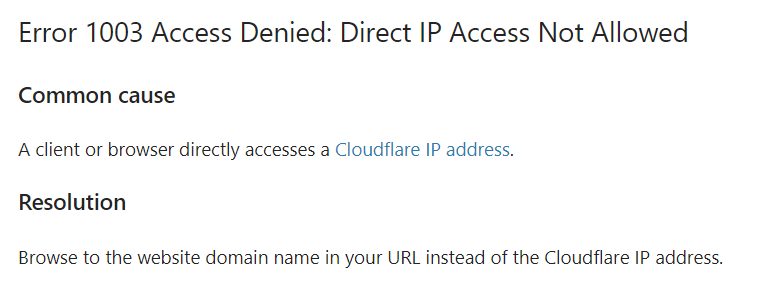 Error 1003 Access Denied: Direct IP Access Not Allowed
Common cause
A client or browser directly accesses a Cloudflare IP address.
Resolution
Browse to the website domain name in your URL instead of the Cloudflare IP address.